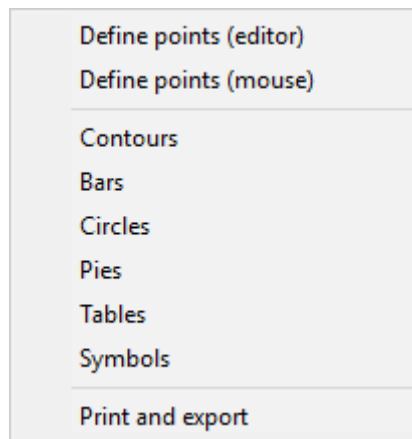 Define points (editor)
Define points (mouse)
Contours
Bars
Circles
Pies
Tables
Symbols
Print and export